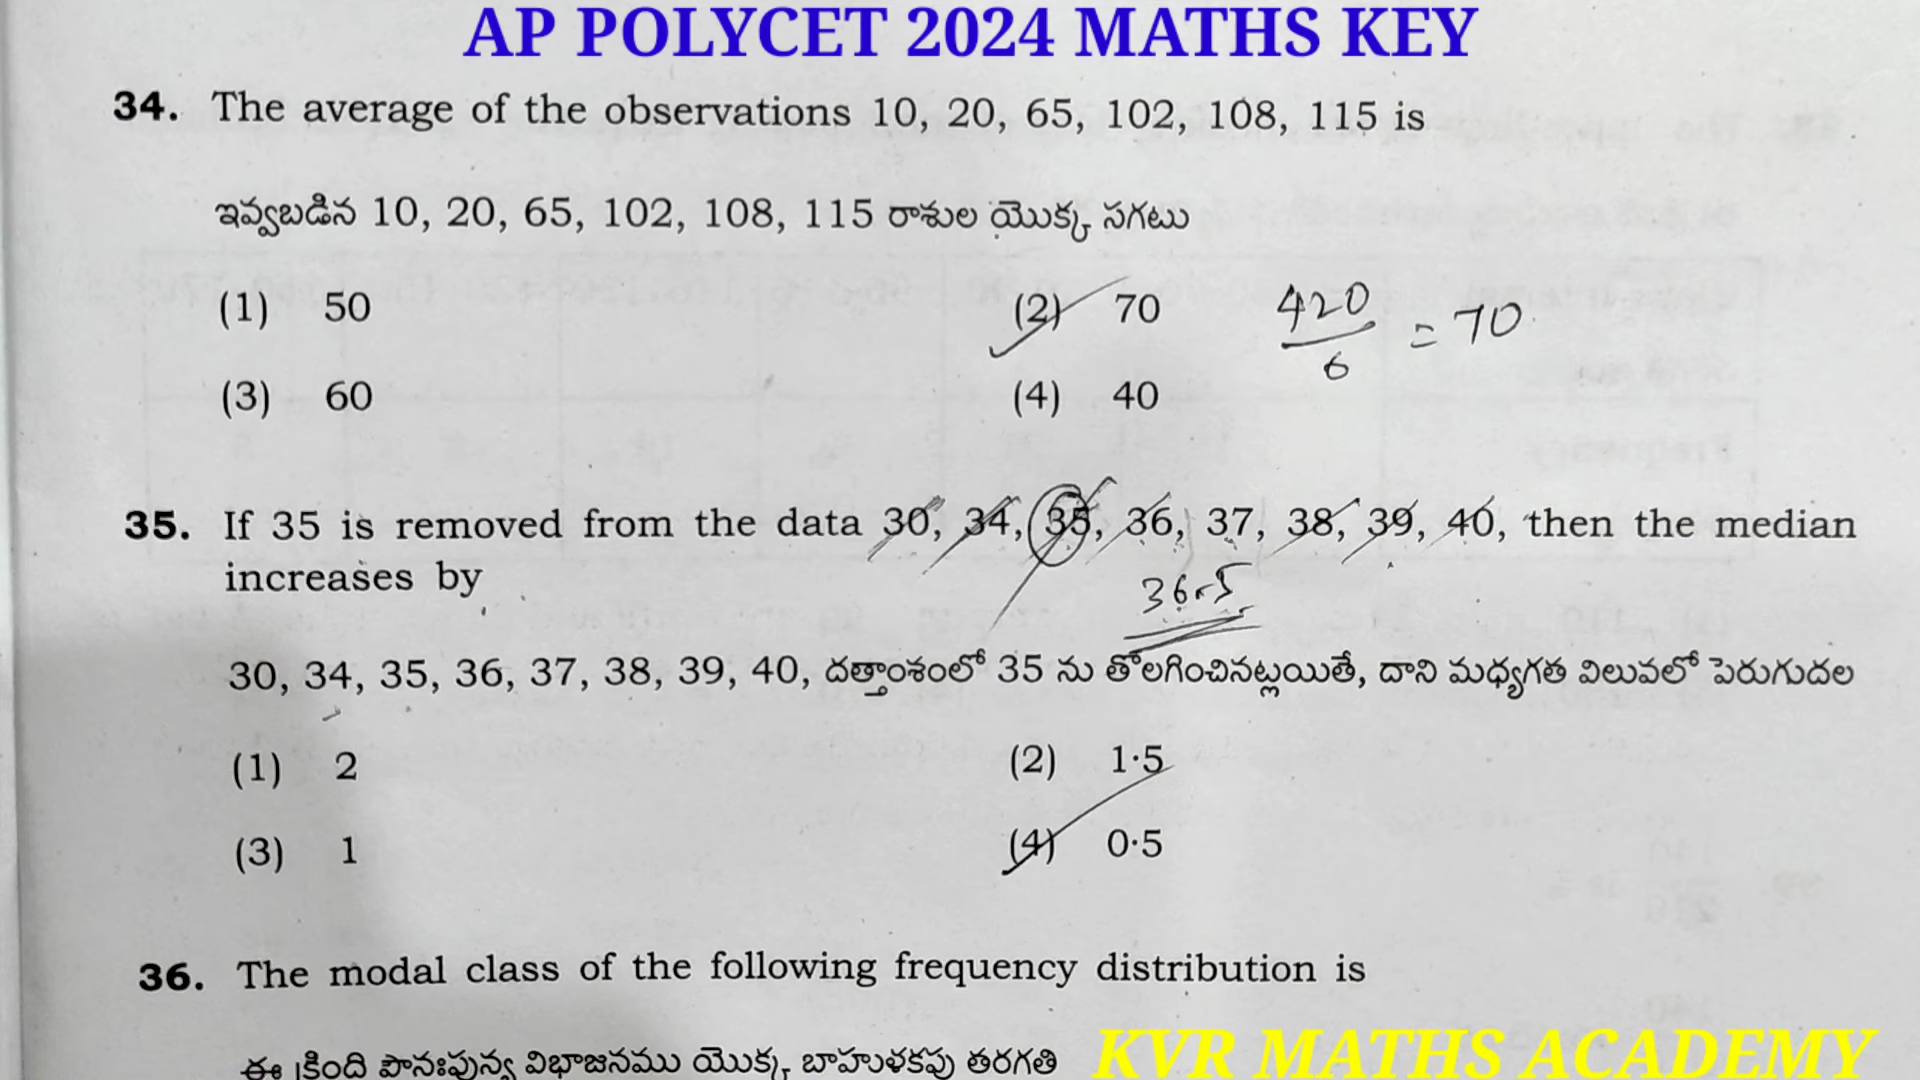 AP POLYCET 2024 MATHS KEY
34. The average of the observations 10, 20, 65, 102, 108, 115 is
ఇవ్వబడిన 10, 20, 65, 102, 108, 115 రాశుల యొక్క సగటు
(1) 50 (2) 70
420
6
= 70
(3) 60 (4) 40
35. If 35 is removed from the data 30, 34, 35, 36, 37, 38, 39, 40, then the median
increases by
36.5
30, 34, 35, 36, 37, 38, 39, 40, దత్తాంశంలో 35 ను తోలగించినట్లయితే, దాని మధ్యగత విలువలో పెరుగుదల
(1) 2 (2) 1·5
(3) 1 (4) 0·5
36. The modal class of the following frequency distribution is
ఈ క్రింది పౌనఃపున్య విభాజనము యొక్క బాహుళకపు తరగతి
KVR MATHS ACADEMY